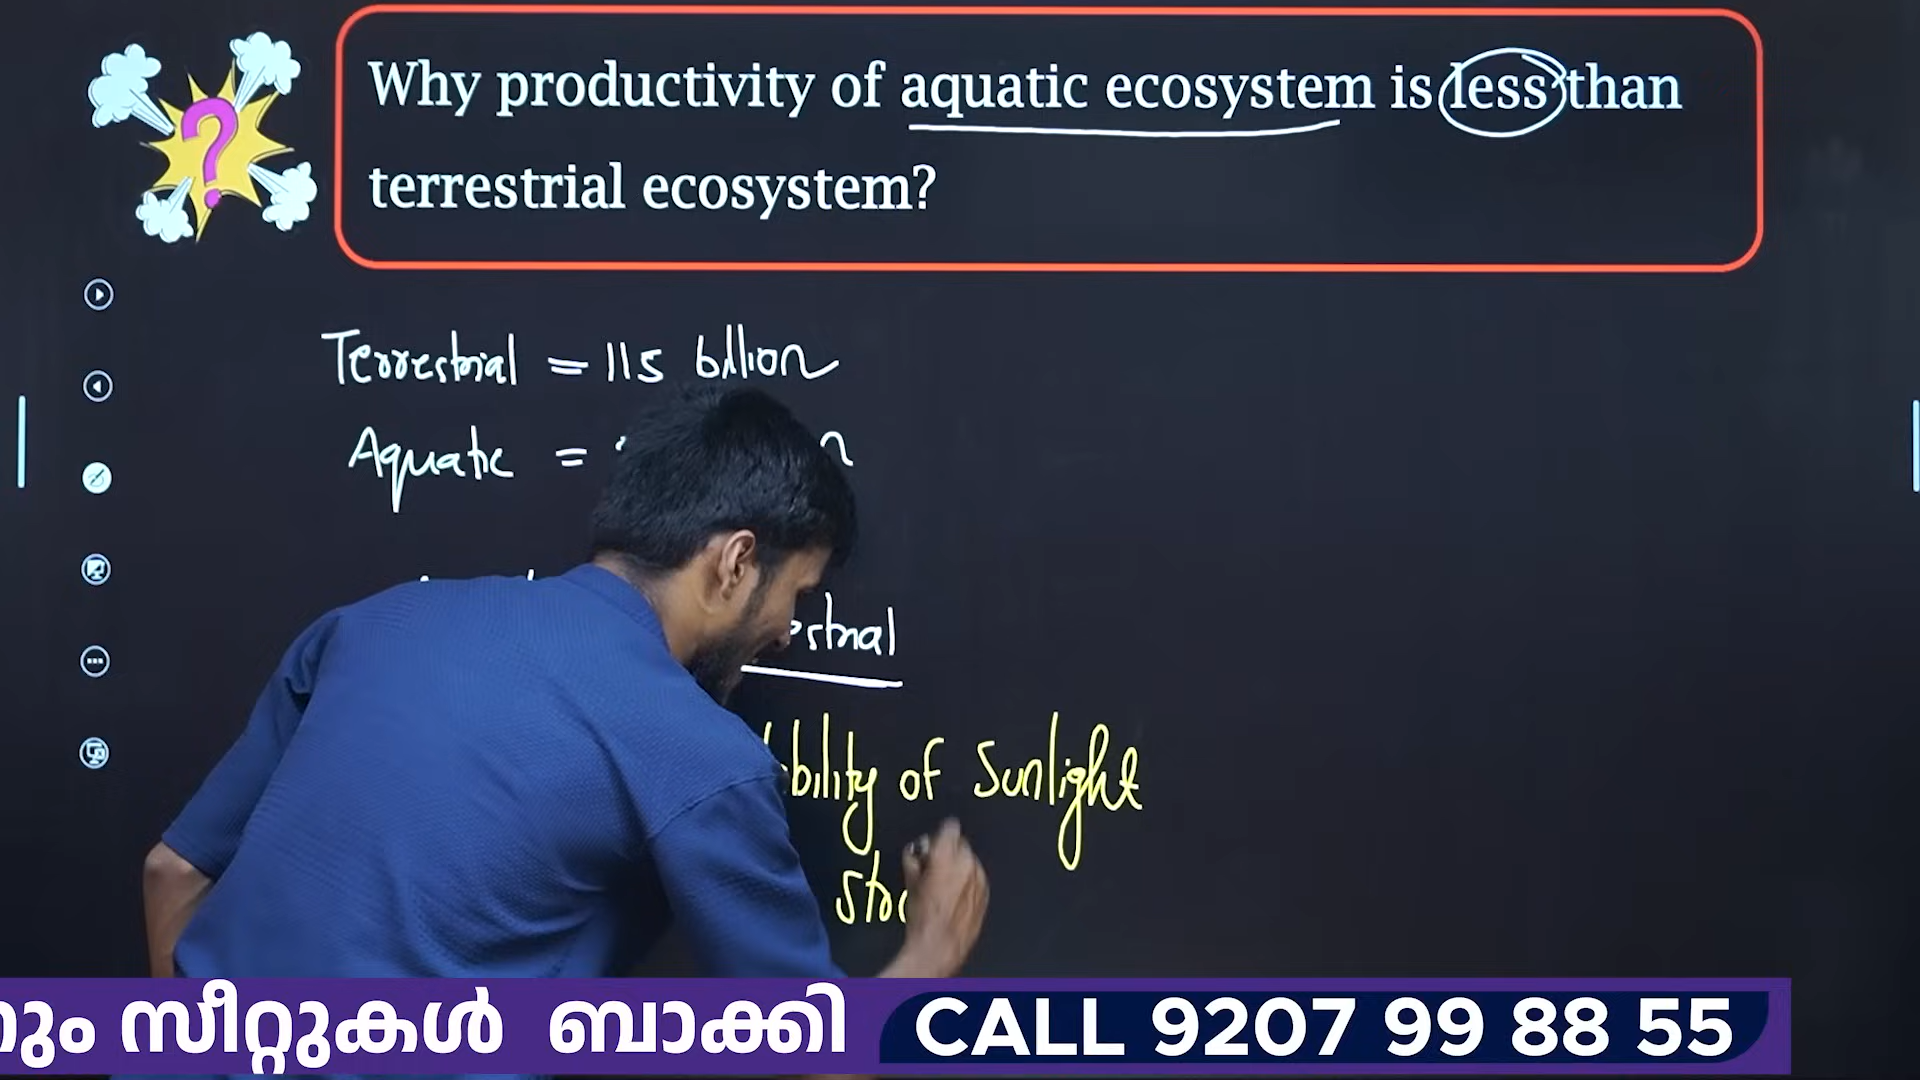 Why productivity of aquatic ecosystem is less than
terrestrial ecosystem?
Terrestrial = 115 billion
Aquatic =
of Sunlight
സീറ്റുകൾ ബാക്കി
CALL 9207 99 88 55